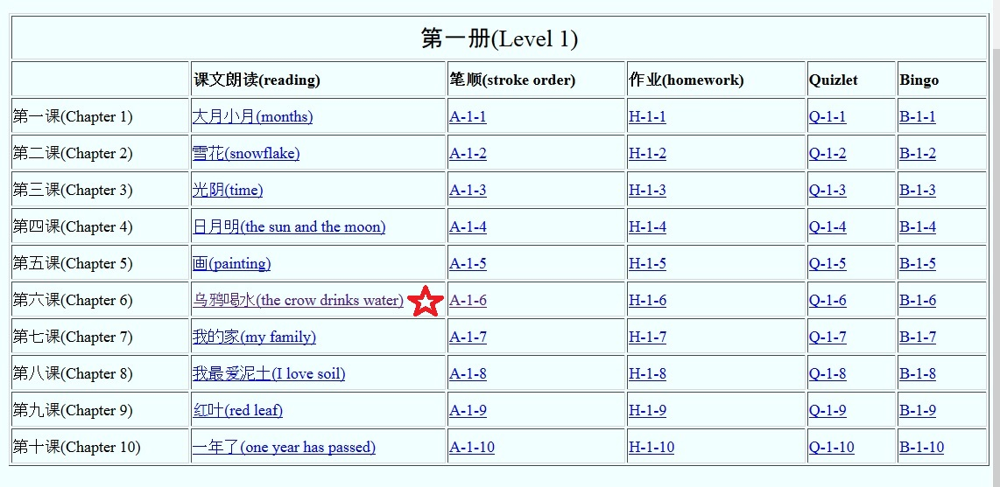 第一册(Level 1)
课文朗读(reading) 笔顺(stroke order) 作业(homework) Quizlet Bingo
第一课(Chapter 1) 大月小月(months) A-1-1 H-1-1 Q-1-1 B-1-1
第二课(Chapter 2) 雪花(snowflake) A-1-2 H-1-2 Q-1-2 B-1-2
第三课(Chapter 3) 光阴(time) A-1-3 H-1-3 Q-1-3 B-1-3
第四课(Chapter 4) 日月明(the sun and the moon) A-1-4 H-1-4 Q-1-4 B-1-4
第五课(Chapter 5) 画(painting) A-1-5 H-1-5 Q-1-5 B-1-5
第六课(Chapter 6) 乌鸦喝水(the crow drinks water) A-1-6 H-1-6 Q-1-6 B-1-6
第七课(Chapter 7) 我的家(my family) A-1-7 H-1-7 Q-1-7 B-1-7
第八课(Chapter 8) 我最爱泥土(I love soil) A-1-8 H-1-8 Q-1-8 B-1-8
第九课(Chapter 9) 红叶(red leaf) A-1-9 H-1-9 Q-1-9 B-1-9
第十课(Chapter 10) 一年了(one year has passed) A-1-10 H-1-10 Q-1-10 B-1-10